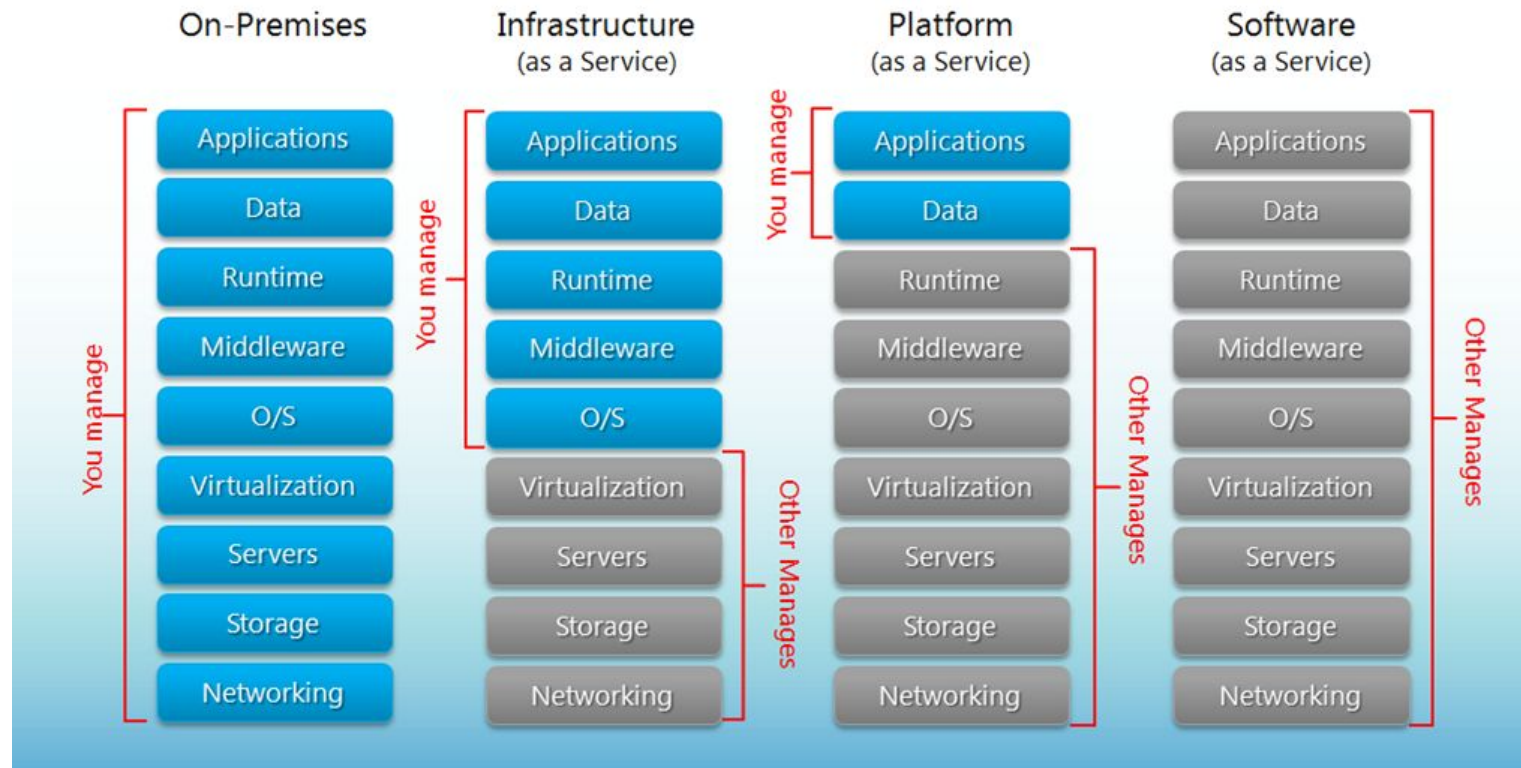 On-Premises
You manage
Applications
Data
Runtime
Middleware
O/S
Virtualization
Servers
Storage
Networking
Infrastructure
(as a Service)
You manage
Applications
Data
Runtime
Middleware
O/S
Virtualization
Servers
Storage
Networking
Other Manages
Platform
(as a Service)
You manage
Applications
Data
Runtime
Middleware
O/S
Virtualization
Servers
Storage
Networking
Other Manages
Software
(as a Service)
Applications
Data
Runtime
Middleware
O/S
Virtualization
Servers
Storage
Networking
Other Manages